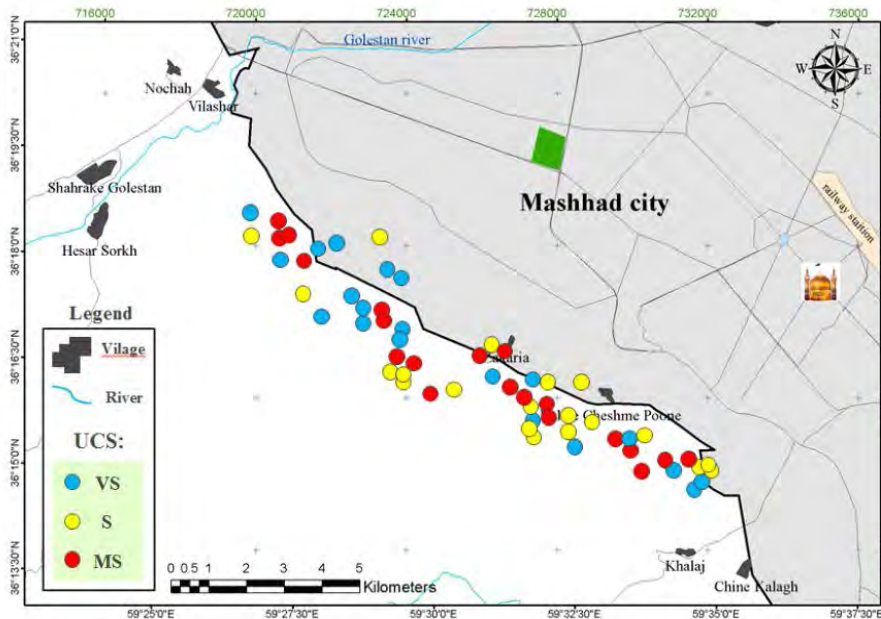 716000 720000 724000 728000 732000 736000
36°21'0"N
36°19'30"N
36°18'0"N
36°16'30"N
36°15'0"N
36°13'30"N
Golestan river
N
W E
S
Nochah
Vilashar
Shahrake Golestan
Hesar Sorkh
Mashhad city
railway staition
Cheshme Poone
Khalaj
Chine Kalagh
Legend
Vilage
River
UCS:
VS
S
MS
0 0.5 1 2 3 4 5
Kilometers
59°25'0"E 59°27'30"E 59°30'0"E 59°32'30"E 59°35'0"E 59°37'30"E